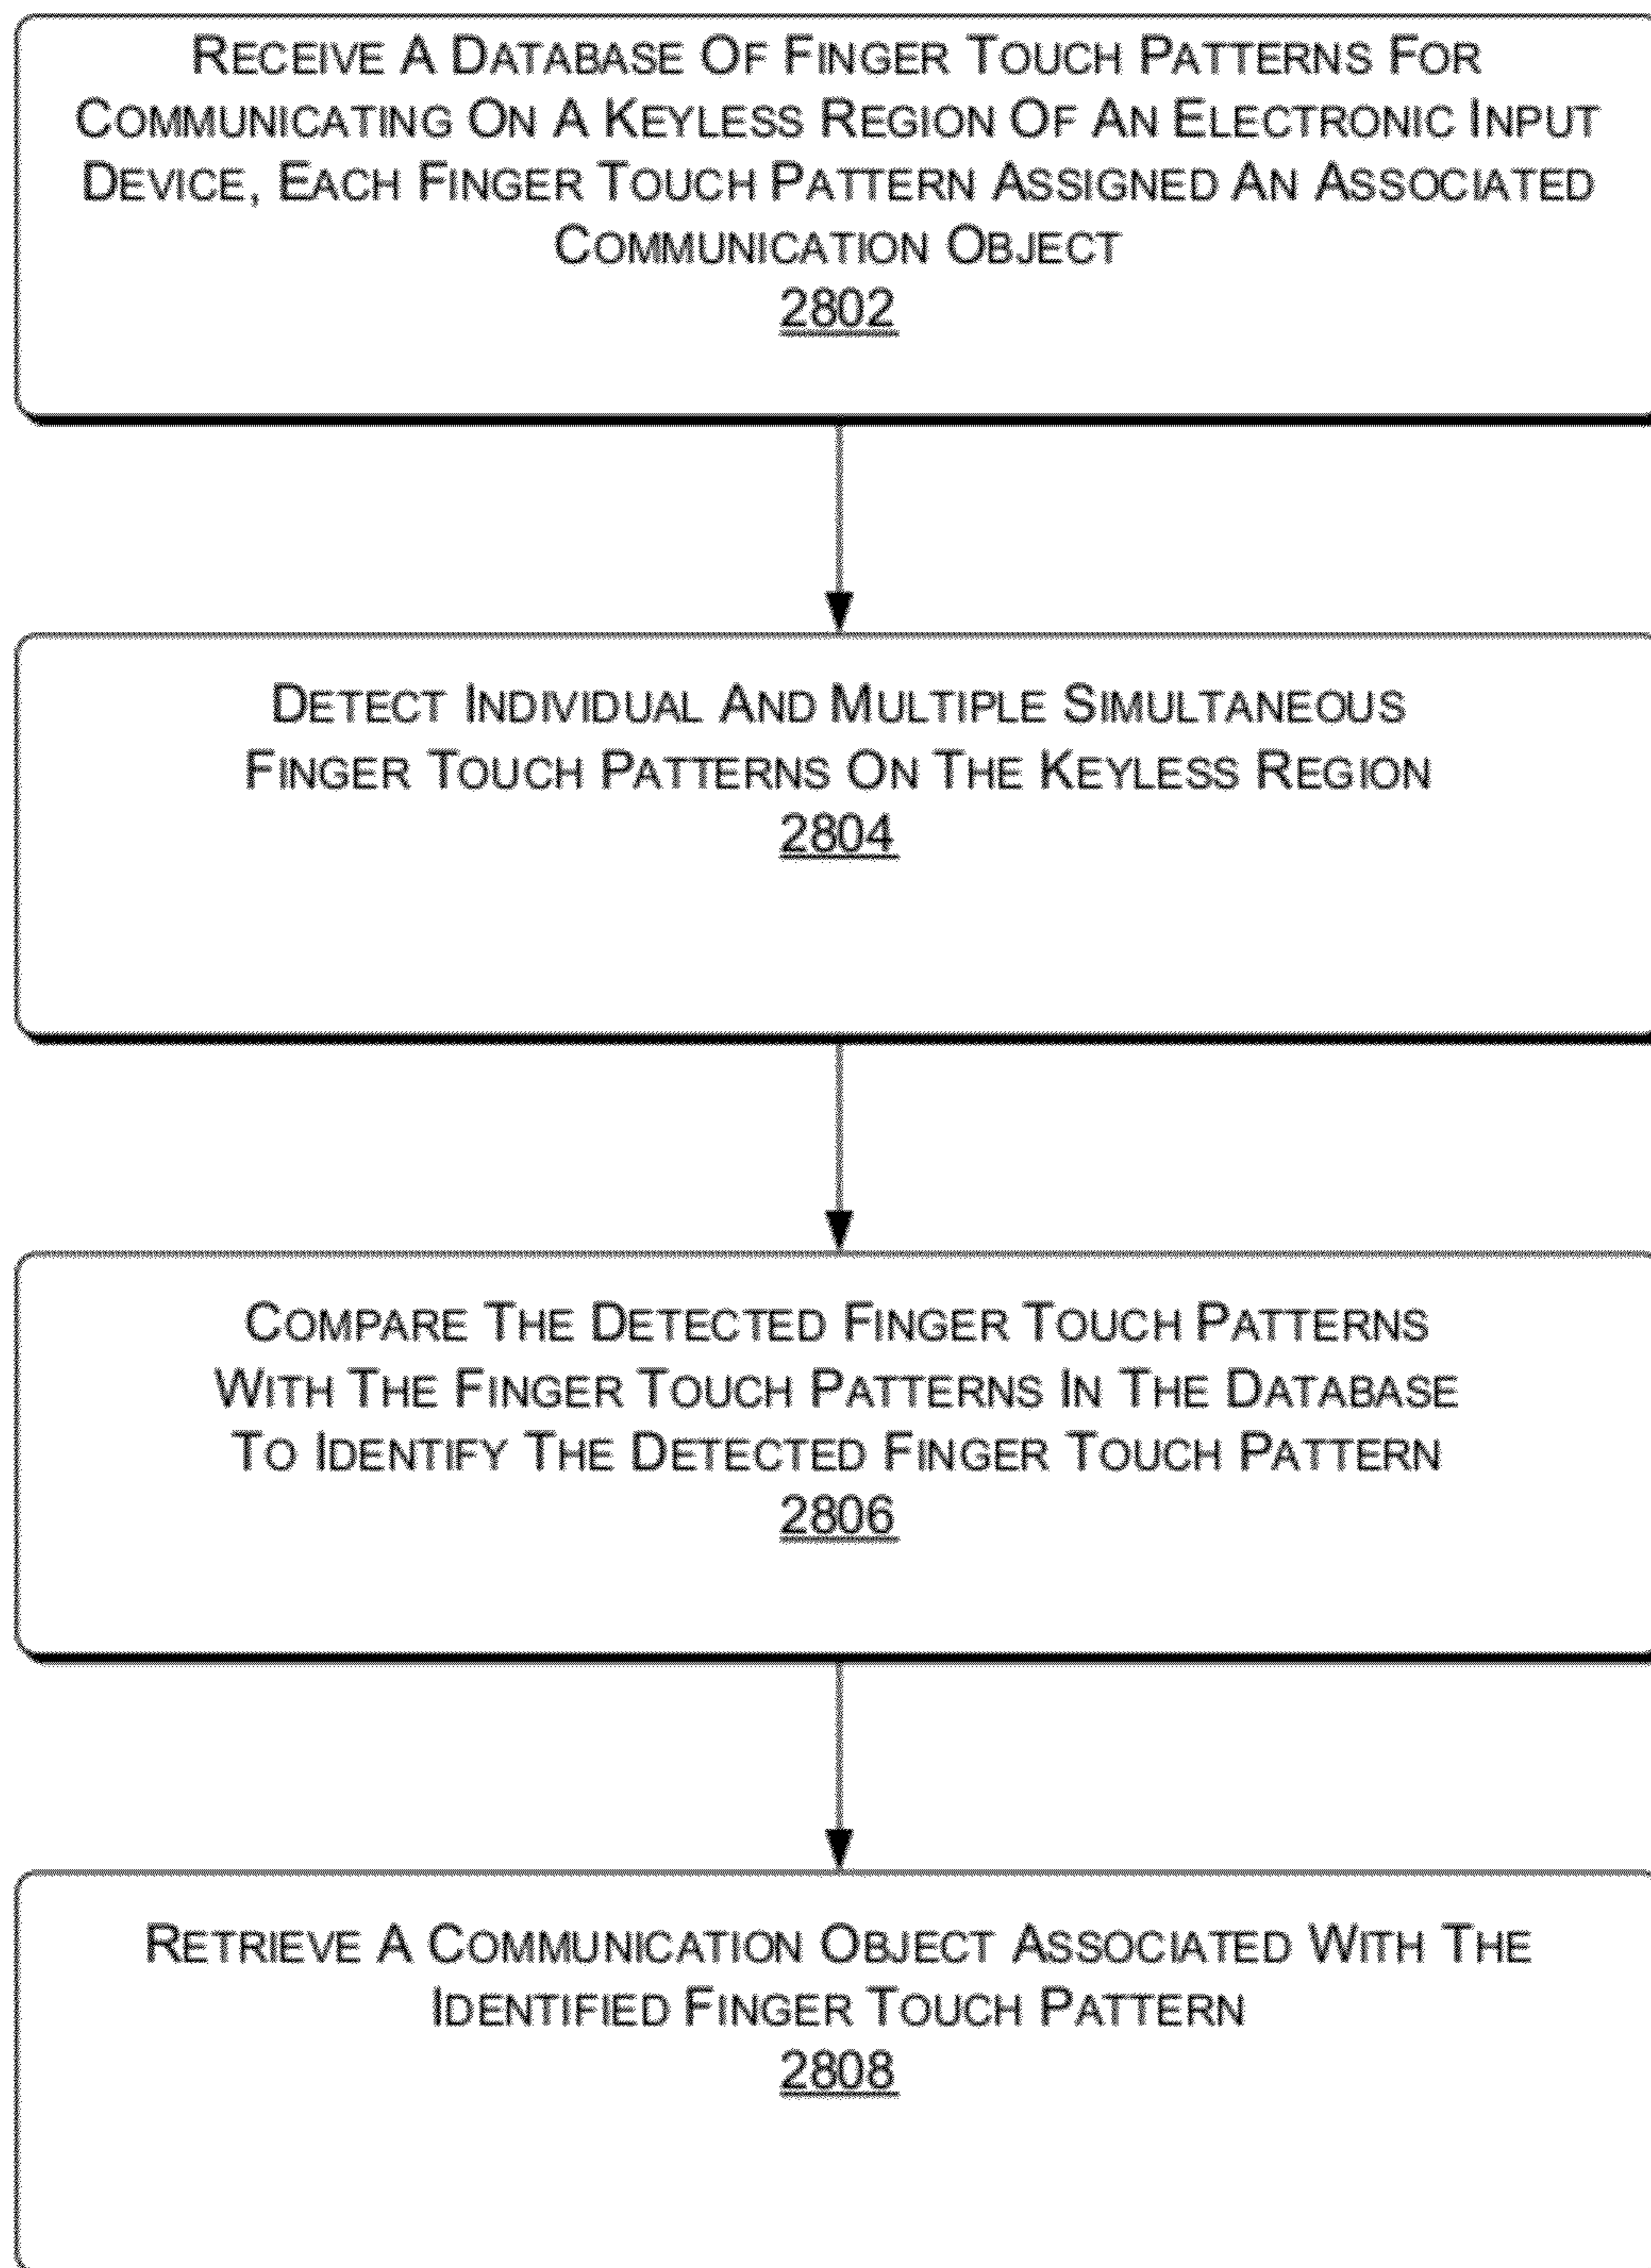 RECEIVE A DATABASE OF FINGER TOUCH PATTERNS FOR
COMMUNICATING ON A KEYLESS REGION OF AN ELECTRONIC INPUT
DEVICE, EACH FINGER TOUCH PATTERN ASSIGNED AN ASSOCIATED
COMMUNICATION OBJECT
2802
DETECT INDIVIDUAL AND MULTIPLE SIMULTANEOUS
FINGER TOUCH PATTERNS ON THE KEYLESS REGION
2804
COMPARE THE DETECTED FINGER TOUCH PATTERNS
WITH THE FINGER TOUCH PATTERNS IN THE DATABASE
TO IDENTIFY THE DETECTED FINGER TOUCH PATTERN
2806
RETRIEVE A COMMUNICATION OBJECT ASSOCIATED WITH THE
IDENTIFIED FINGER TOUCH PATTERN
2808